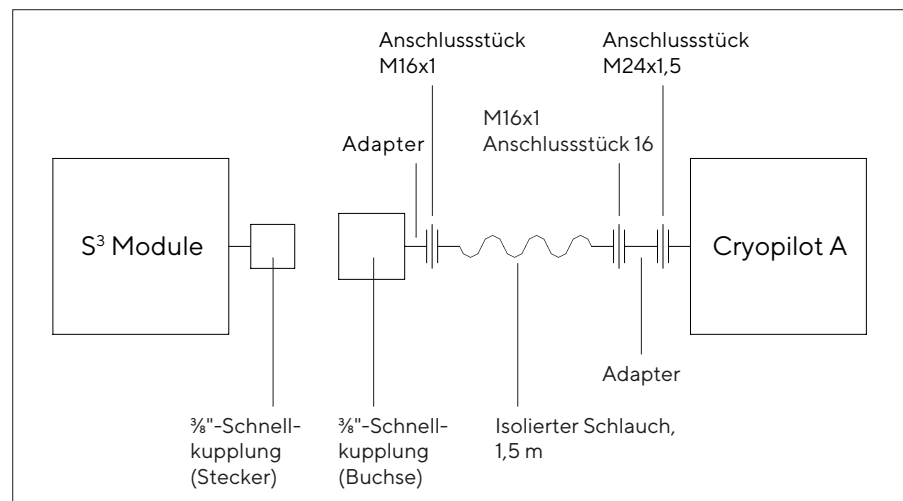 Anschlussstück
M16x1
Anschlussstück
M24x1,5
M16x1
Anschlussstück 16
Adapter
S³ Module
Cryopilot A
Adapter
⅜"-Schnell-
kupplung
(Stecker)
⅜"-Schnell-
kupplung
(Buchse)
Isolierter Schlauch,
1,5 m